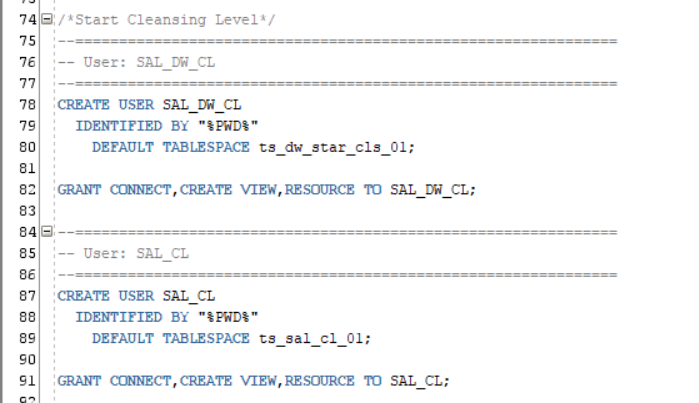 74 /*Start Cleansing Level*/
75 --==============================================================
76 -- User: SAL_DW_CL
77 --==============================================================
78 CREATE USER SAL_DW_CL
79 IDENTIFIED BY "%PWD%"
80 DEFAULT TABLESPACE ts_dw_star_cls_01;
81
82 GRANT CONNECT,CREATE VIEW,RESOURCE TO SAL_DW_CL;
83
84 --==============================================================
85 -- User: SAL_CL
86 --==============================================================
87 CREATE USER SAL_CL
88 IDENTIFIED BY "%PWD%"
89 DEFAULT TABLESPACE ts_sal_cl_01;
90
91 GRANT CONNECT,CREATE VIEW,RESOURCE TO SAL_CL;